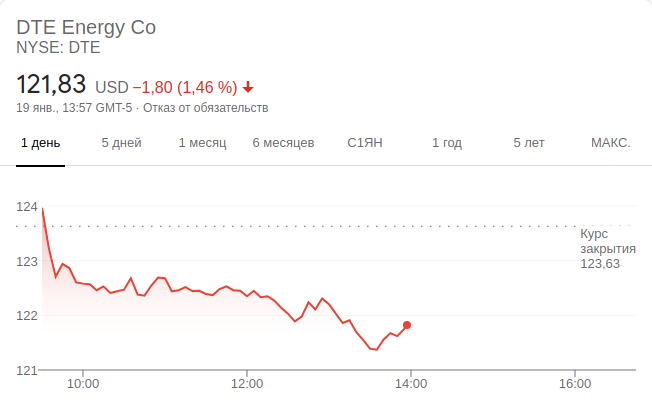 DTE Energy Co
NYSE: DTE
121,83 USD −1,80 (1,46 %)
19 янв., 13:57 GMT-5 · Отказ от обязательств
1 день 5 дней 1 месяц 6 месяцев С1ЯН 1 год 5 лет МАКС.
124
Курс
закрытия
123,63
123
122
121
10:00 12:00 14:00 16:00